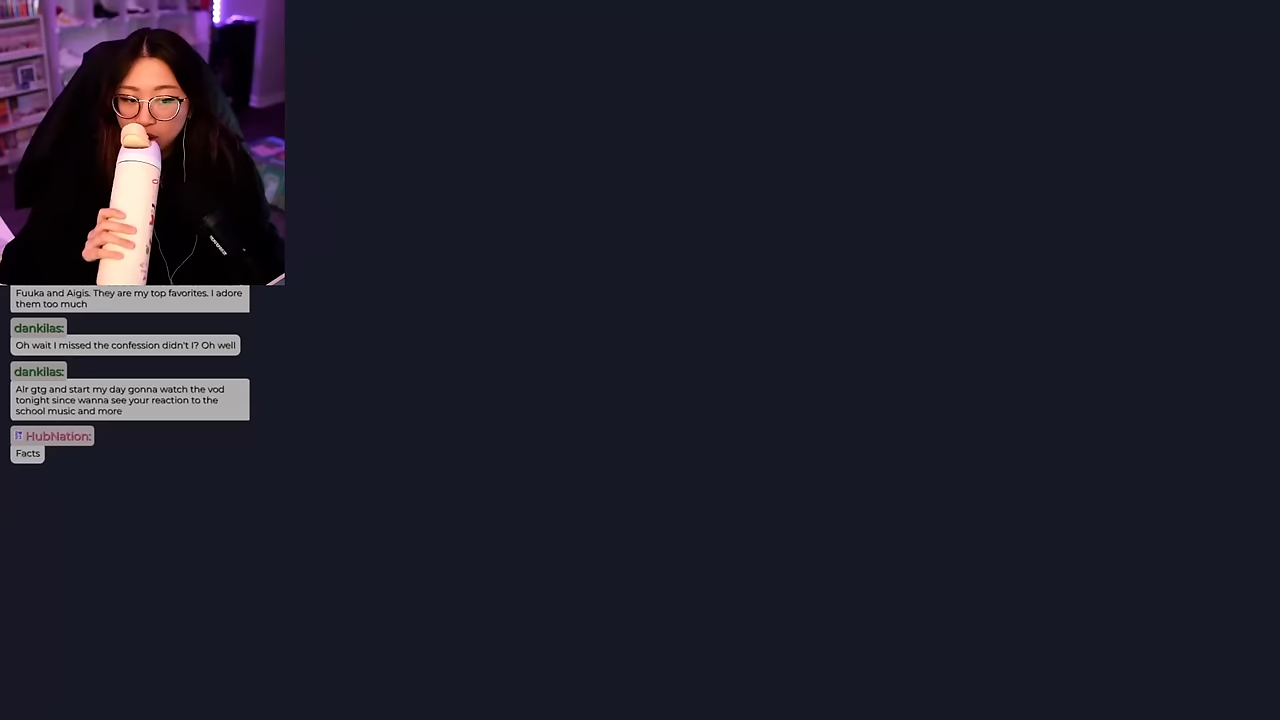 Fuuka and Aigis. They are my top favorites. I adore
them too much
dankilas:
Oh wait I missed the confession didn't I? Oh well
dankilas:
Alr gtg and start my day gonna watch the vod
tonight since wanna see your reaction to the
school music and more
HubNation:
Facts